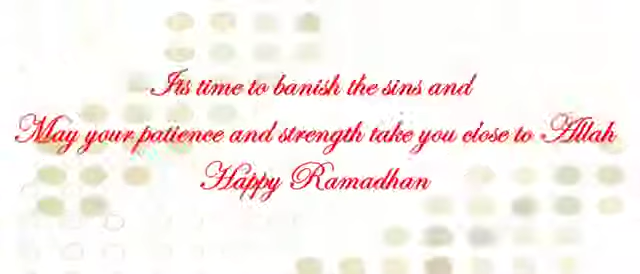 Its time to banish the sins and
May your patience and strength take you close to Allah
Happy Ramadhan